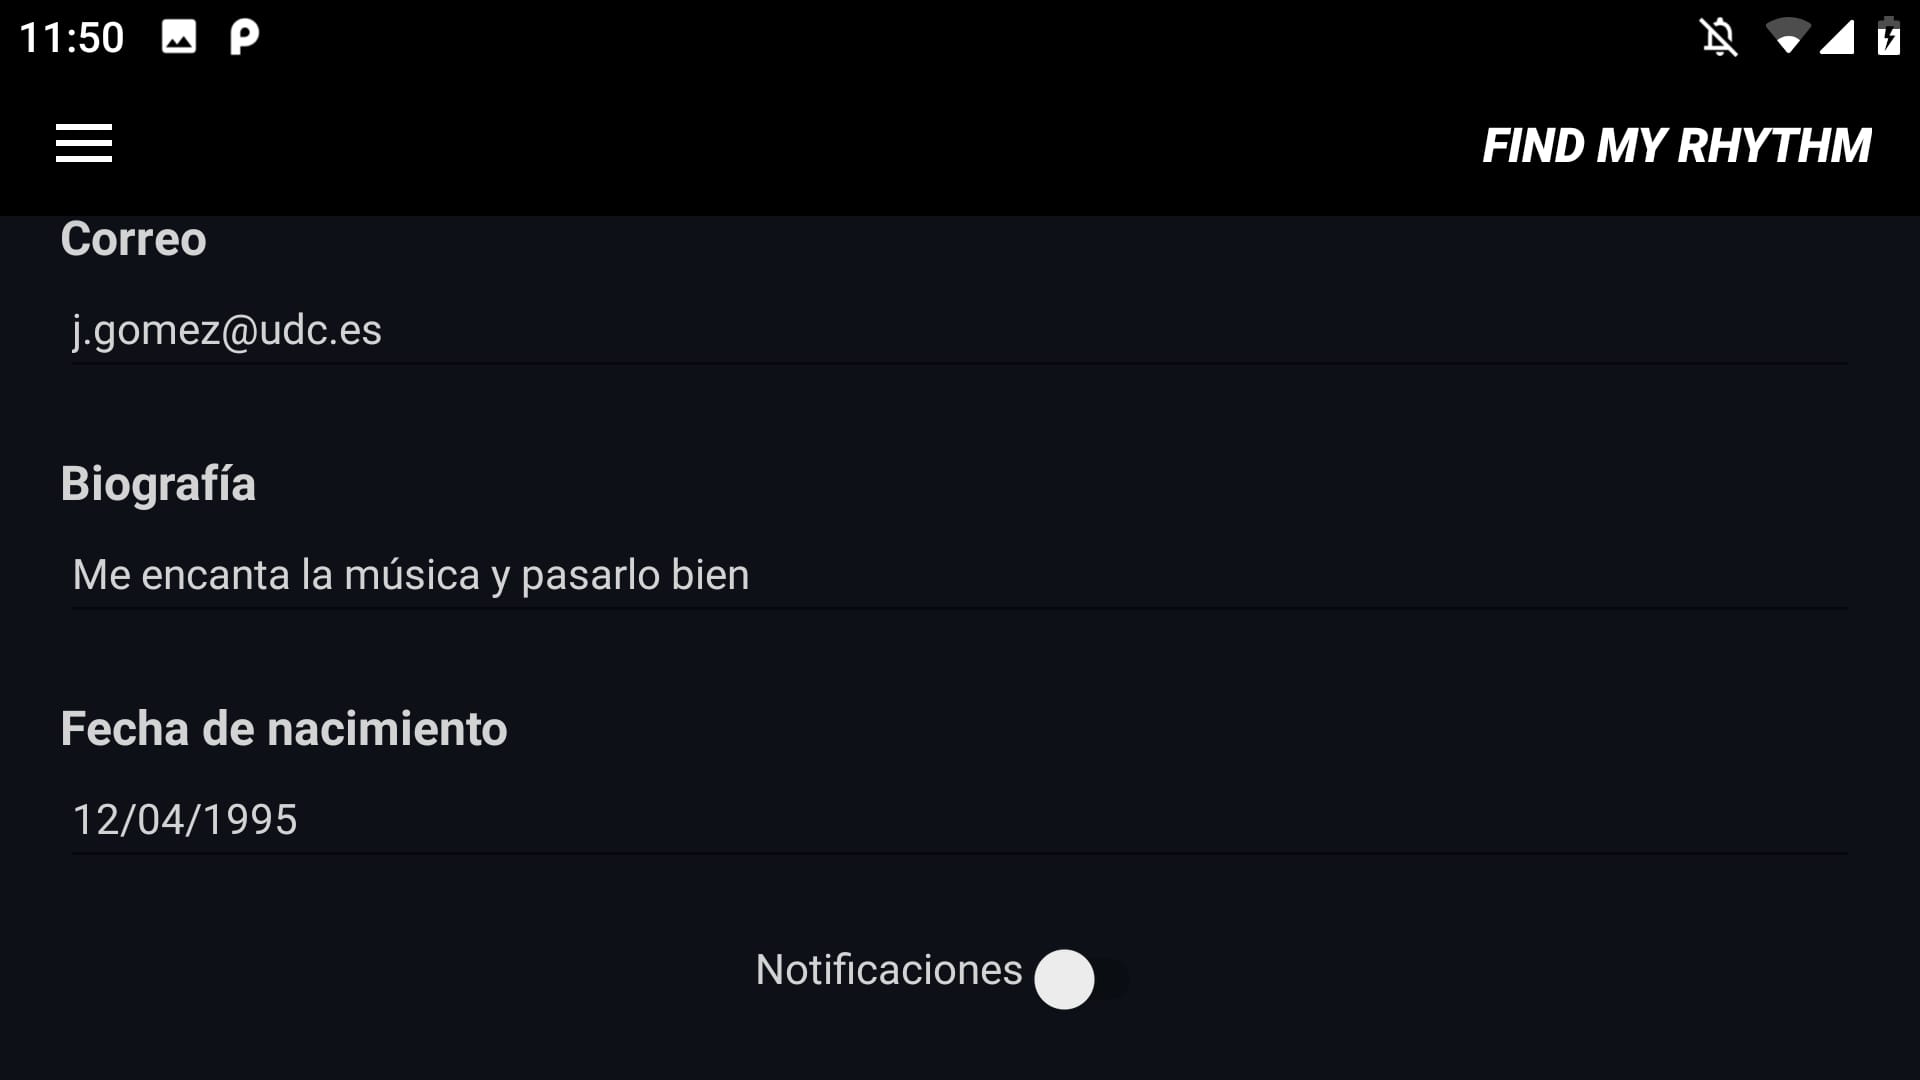 11:50
FIND MY RHYTHM
Correo
j.gomez@udc.es
Biografía
Me encanta la música y pasarlo bien
Fecha de nacimiento
12/04/1995
Notificaciones